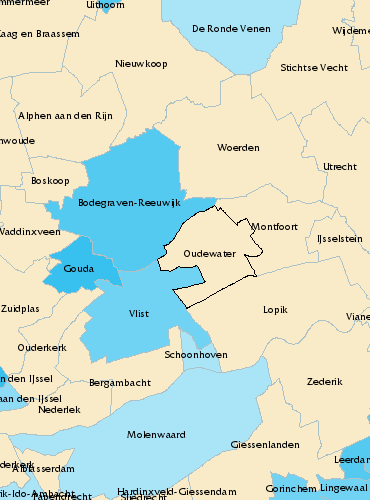 mmermeer
Uithoorn
De Ronde Venen
Wijdeme
Kaag en Braassem
Nieuwkoop
Stichtse Vecht
Alphen aan den Rijn
nwoude
Woerden
Utrecht
Boskoop
Bodegraven-Reeuwijk
Waddinxveen
Montfoort
IJsselstein
Oudewater
Gouda
Zuidplas
Vlist
Lopik
Viane
Ouderkerk
Schoonhoven
n den IJssel
Bergambacht
Zederik
aan den IJssel
Nederlek
Molenwaard
Giessenlanden
derkerk
Alblasserdam
Leerdam
k-Ido-Ambacht
Papendrecht
Sliedrecht
Hardinxveld-Giessendam
Gorinchem
Lingewaal